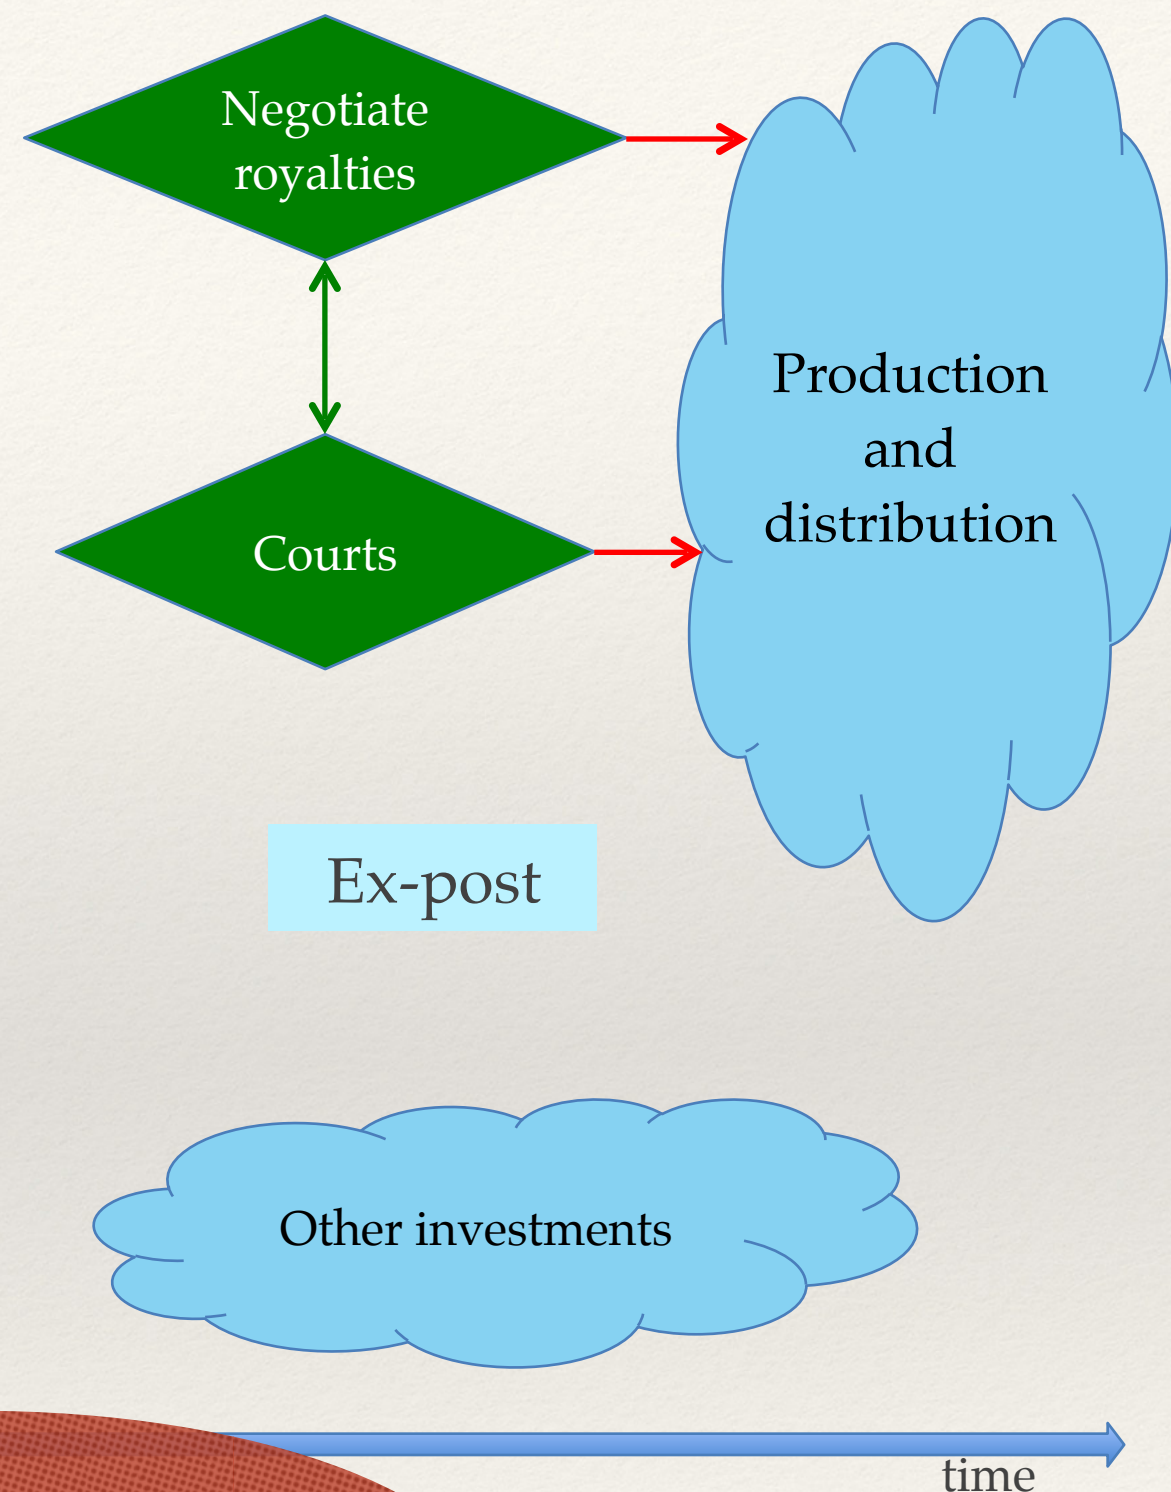 Negotiate
royalties
Production
and
distribution
Courts
Ex-post
Other investments
time